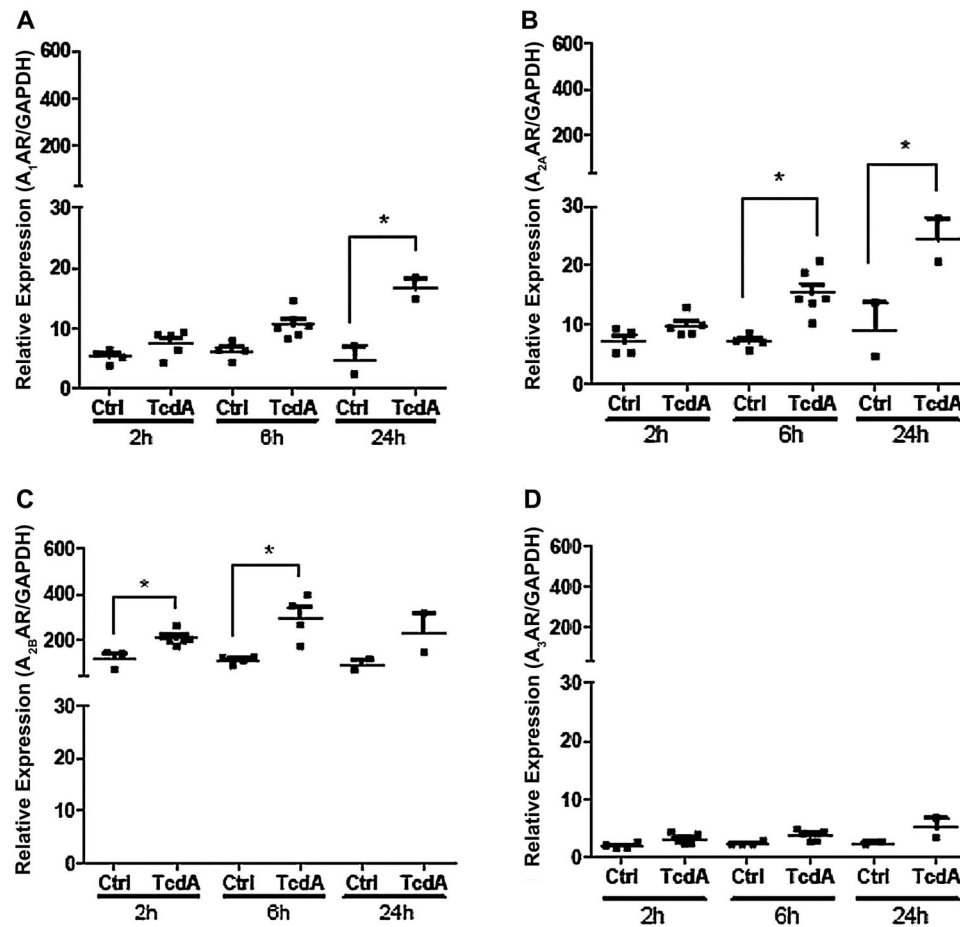 A
Relative Expression (A₁AR/GAPDH)
600
400
200
30
20
10
0
*
Ctrl TcdA Ctrl TcdA Ctrl TcdA
2h 6h 24h
B
Relative Expression (A₂ₐAR/GAPDH)
600
400
200
30
20
10
0
* *
Ctrl TcdA Ctrl TcdA Ctrl TcdA
2h 6h 24h
C
Relative Expression (A₂BAR/GAPDH)
600
400
200
30
20
10
0
* *
Ctrl TcdA Ctrl TcdA Ctrl TcdA
2h 6h 24h
D
Relative Expression (A₃AR/GAPDH)
600
400
200
30
20
10
0
Ctrl TcdA Ctrl TcdA Ctrl TcdA
2h 6h 24h